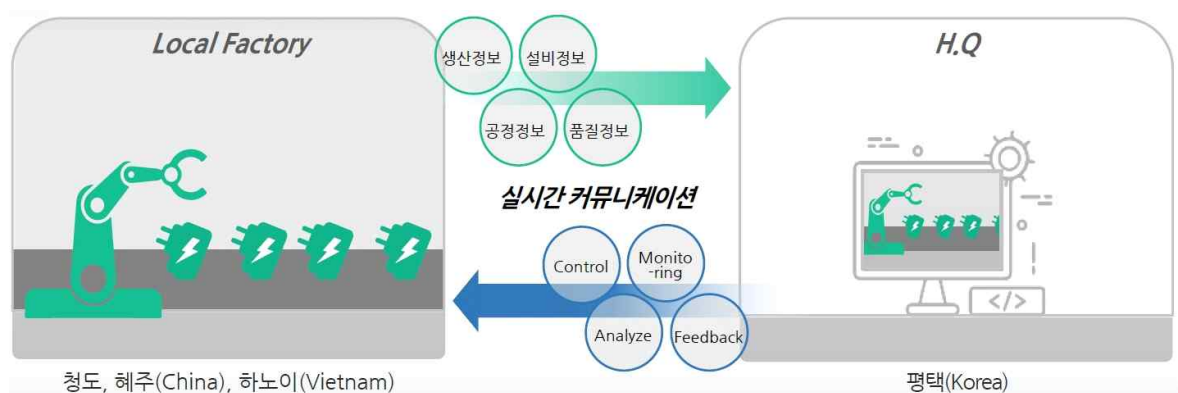 Local Factory
생산정보
설비정보
공정정보
품질정보
H.Q
실시간 커뮤니케이션
Control
Monito
-ring
Analyze
Feedback
</>
청도, 혜주(China), 하노이(Vietnam)
평택(Korea)